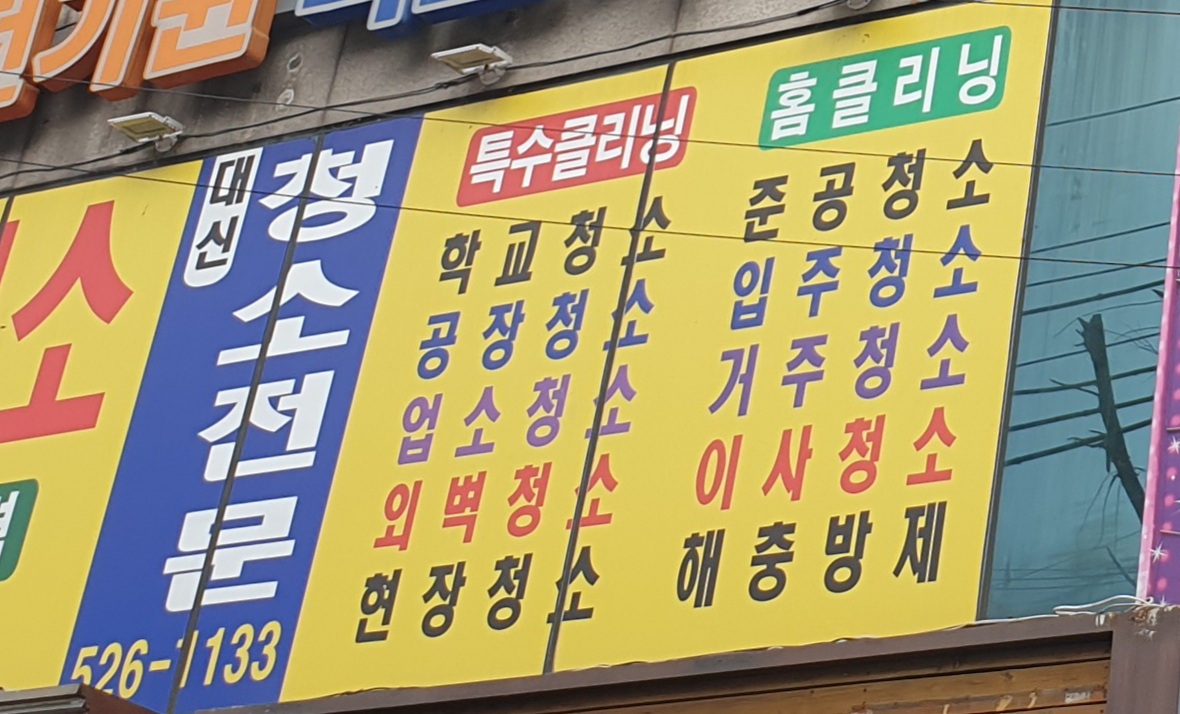 소
대신
청소전문
526-1133
특수클리닝
학교청소
공장청소
업소청소
외벽청소
현장청소
홈클리닝
준공청소
입주청소
거주청소
이사청소
해충방제